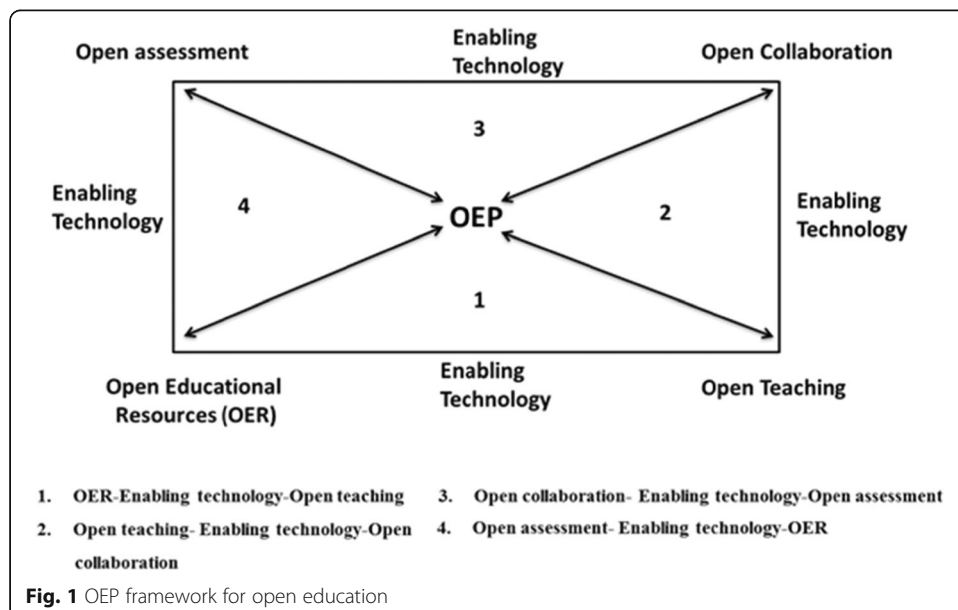 Open assessment
Enabling
Technology
Open Collaboration
3
Enabling
Technology
4
OEP
2
Enabling
Technology
1
Open Educational
Resources (OER)
Enabling
Technology
Open Teaching
1. OER-Enabling technology-Open teaching
2. Open teaching- Enabling technology-Open
collaboration
3. Open collaboration- Enabling technology-Open assessment
4. Open assessment- Enabling technology-OER
Fig. 1 OEP framework for open education